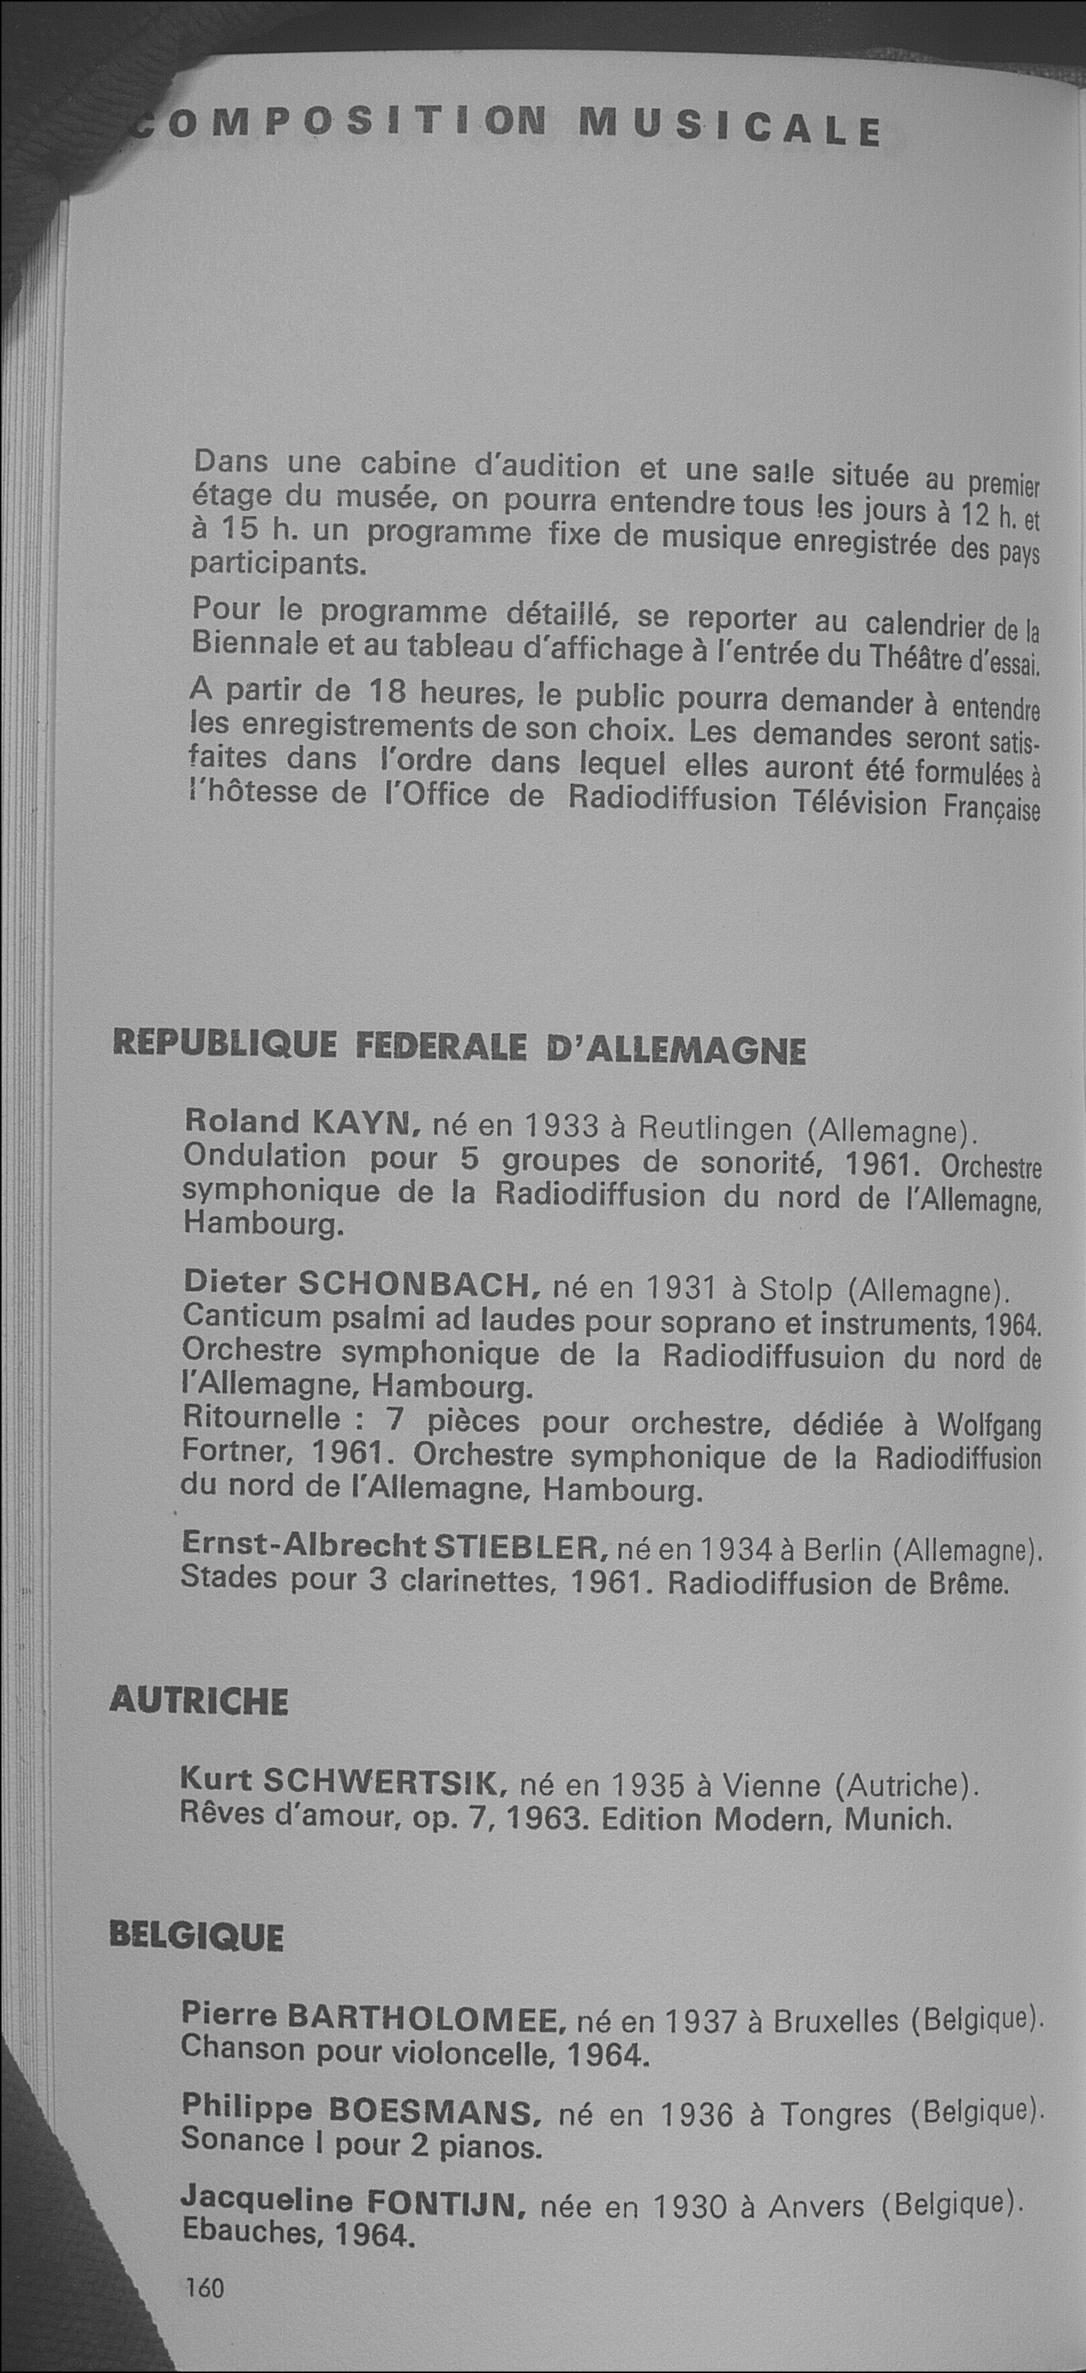 COMPOSITION MUSICALE
Dans une cabine d'audition et une salle située au premier
étage du musée, on pourra entendre tous les jours à 12 h. et
à 15 h. un programme fixe de musique enregistrée des pays
participants.
Pour le programme détaillé, se reporter au calendrier de la
Biennale et au tableau d'affichage à l'entrée du Théâtre d'essai.
A partir de 18 heures, le public pourra demander à entendre
les enregistrements de son choix. Les demandes seront satis-
faites dans l'ordre dans lequel elles auront été formulées à
l'hôtesse de l'Office de Radiodiffusion Télévision Française
REPUBLIQUE FEDERALE D'ALLEMAGNE
Roland KAYN, né en 1933 à Reutlingen (Allemagne).
Ondulation pour 5 groupes de sonorité, 1961. Orchestre
symphonique de la Radiodiffusion du nord de l'Allemagne,
Hambourg.
Dieter SCHONBACH, né en 1931 à Stolp (Allemagne).
Canticum psalmi ad laudes pour soprano et instruments, 1964.
Orchestre symphonique de la Radiodiffusuion du nord de
l'Allemagne, Hambourg.
Ritournelle : 7 pièces pour orchestre, dédiée à Wolfgang
Fortner, 1961. Orchestre symphonique de la Radiodiffusion
du nord de l'Allemagne, Hambourg.
Ernst-Albrecht STIEBLER, né en 1934 à Berlin (Allemagne).
Stades pour 3 clarinettes, 1961. Radiodiffusion de Brême.
AUTRICHE
Kurt SCHWERTSIK, né en 1935 à Vienne (Autriche).
Rêves d'amour, op. 7, 1963. Edition Modern, Munich.
BELGIQUE
Pierre BARTHOLOMEE, né en 1937 à Bruxelles (Belgique).
Chanson pour violoncelle, 1964.
Philippe BOESMANS, né en 1936 à Tongres (Belgique).
Sonance I pour 2 pianos.
Jacqueline FONTIJN, née en 1930 à Anvers (Belgique).
Ebauches, 1964.
160